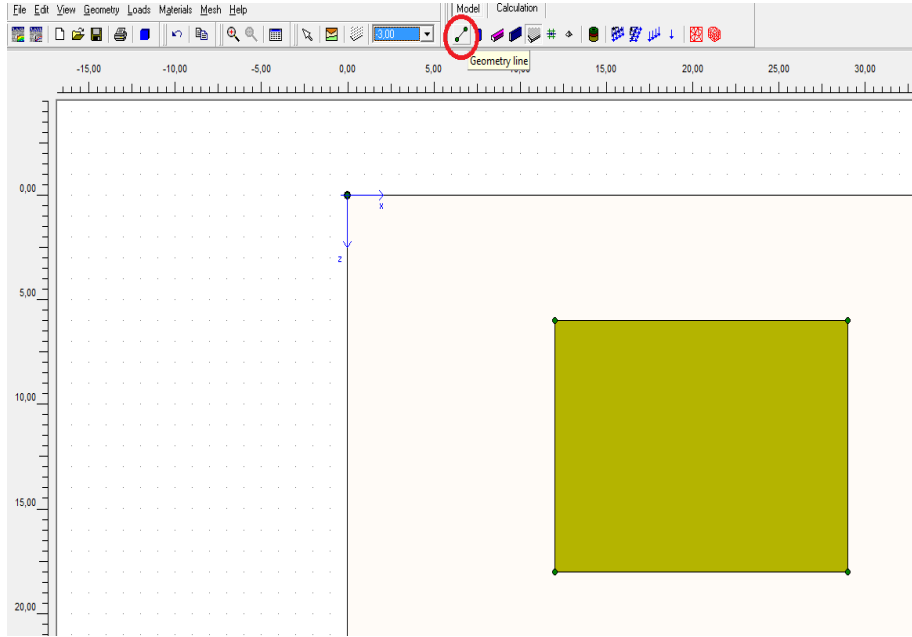 File Edit View Geometry Loads Materials Mesh Help
Model Calculation
-3.00
Geometry line
-15,00 -10,00 -5,00 0,00 5,00 10,00 15,00 20,00 25,00 30,00
0,00
x
z
5,00
10,00
15,00
20,00